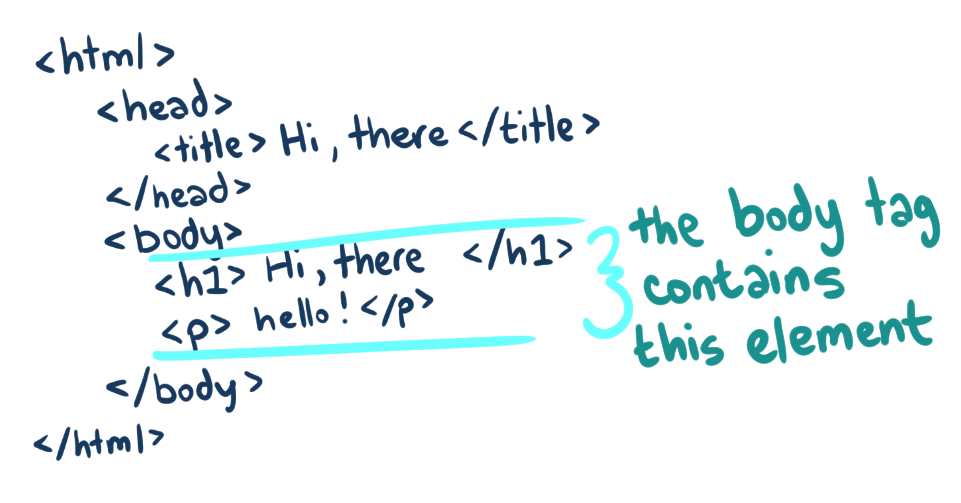 <html>
<head>
<title> Hi, there </title>
</head>
<body>
<h1> Hi, there </h1>
<p> hello! </p>
</body>
</html>
the body tag
contains
this element